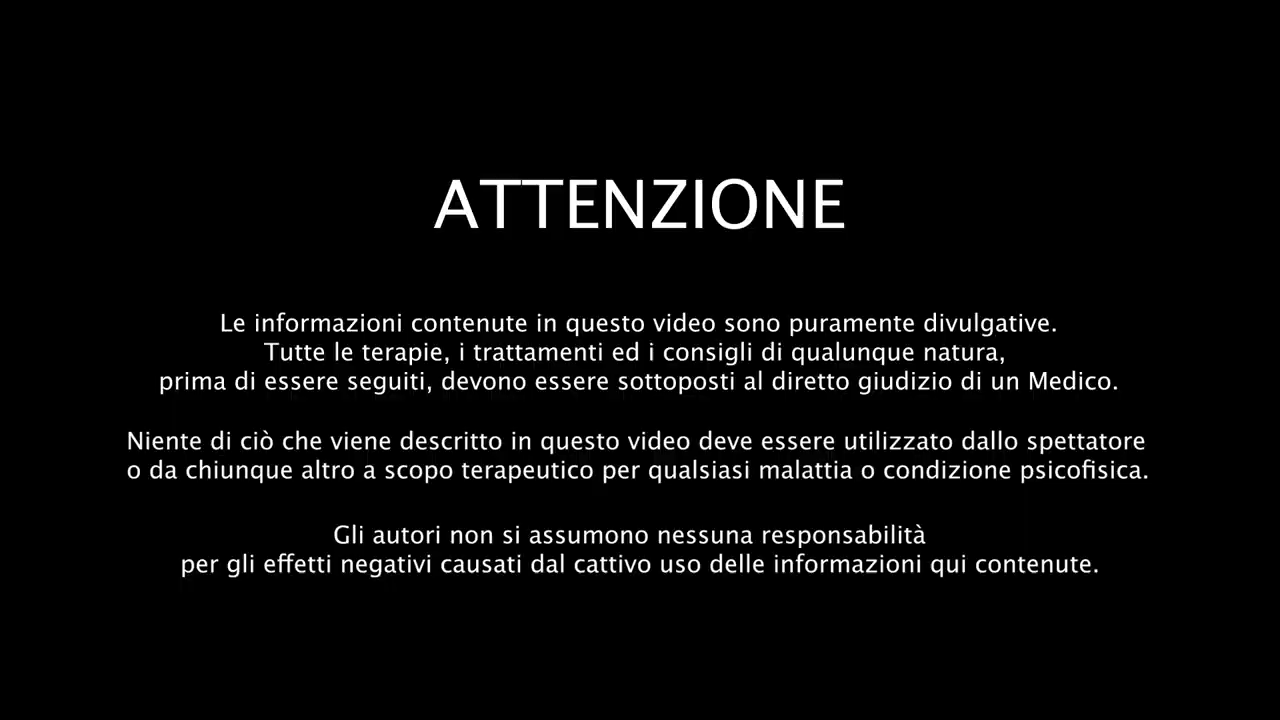 ATTENZIONE
Le informazioni contenute in questo video sono puramente divulgative.
Tutte le terapie, i trattamenti ed i consigli di qualunque natura,
prima di essere seguiti, devono essere sottoposti al diretto giudizio di un Medico.
Niente di ciò che viene descritto in questo video deve essere utilizzato dallo spettatore
o da chiunque altro a scopo terapeutico per qualsiasi malattia o condizione psicofisica.
Gli autori non si assumono nessuna responsabilità
per gli effetti negativi causati dal cattivo uso delle informazioni qui contenute.